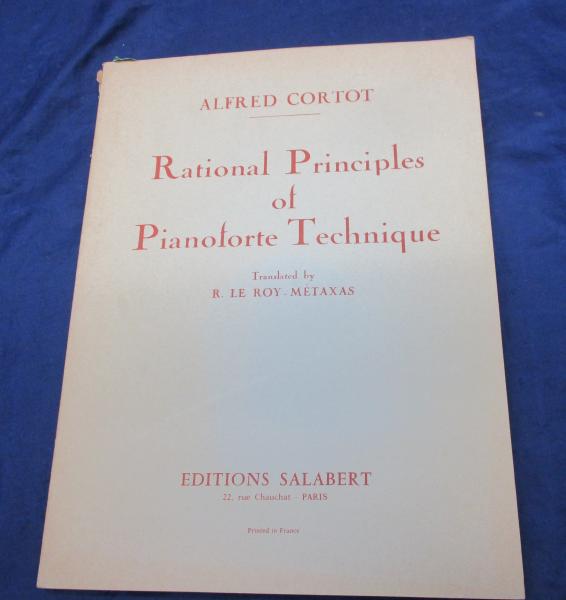 ALFRED CORTOT
Rational Principles
of
Pianoforte Technique
Translated by
R. LE ROY-MÉTAXAS
EDITIONS SALABERT
22, rue Chauchat - PARIS
Printed in France